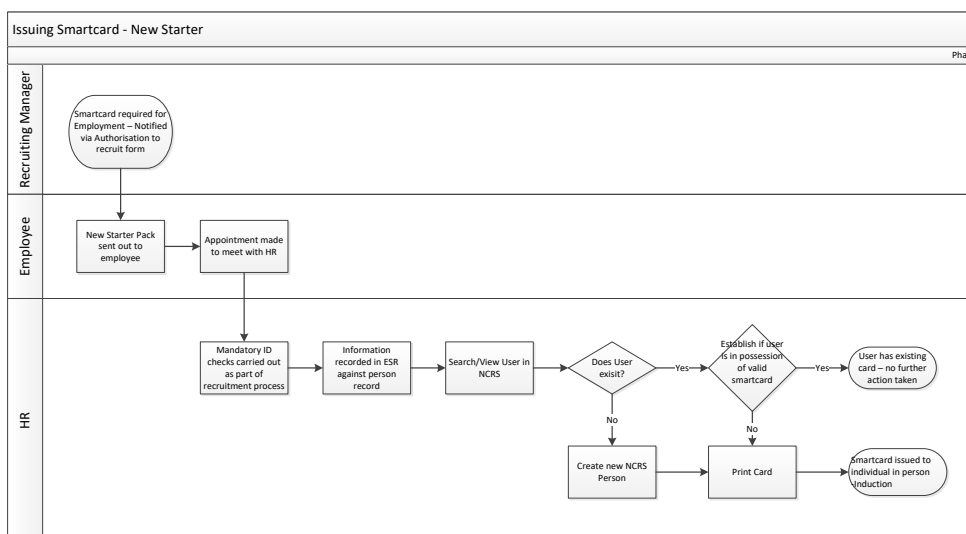 Issuing Smartcard - New Starter
Pha
Recruiting Manager
Smartcard required for
Employment – Notified
via Authorisation to
recruit form
Employee
New Starter Pack
sent out to
employee
Appointment made
to meet with HR
HR
Mandatory ID
checks carried out
as part of
recruitment process
Information
recorded in ESR
against person
record
Search/View User in
NCRS
Does User
exisit?
Yes
Establish if user
is in possession
of valid
smartcard
Yes
User has existing
card – no further
action taken
No
No
Create new NCRS
Person
Print Card
Smartcard issued to
individual in person
-Induction